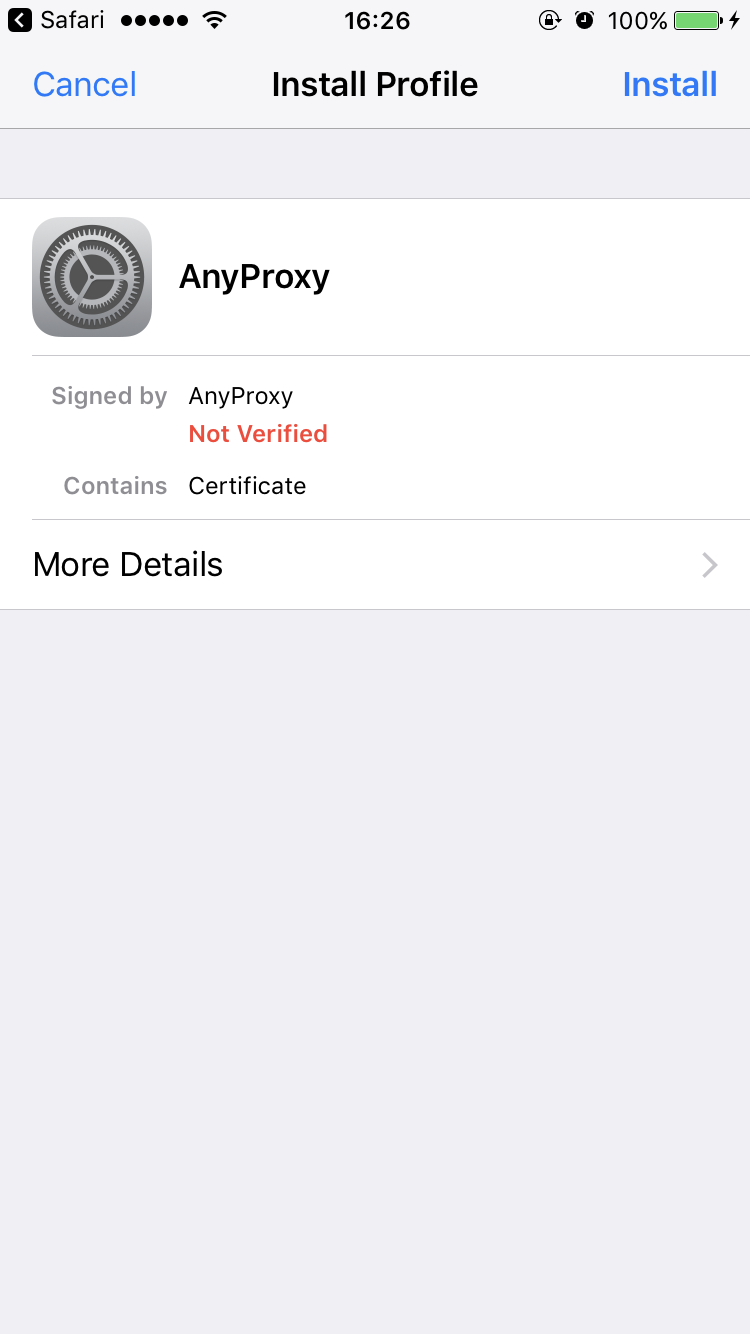 Safari 16:26 100%
Cancel Install Profile Install
AnyProxy
Signed by AnyProxy
Not Verified
Contains Certificate
More Details